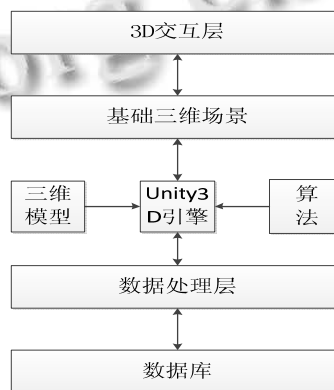 3D交互层
基础三维场景
三维
模型
Unity3
D引擎
算
法
数据处理层
数据库